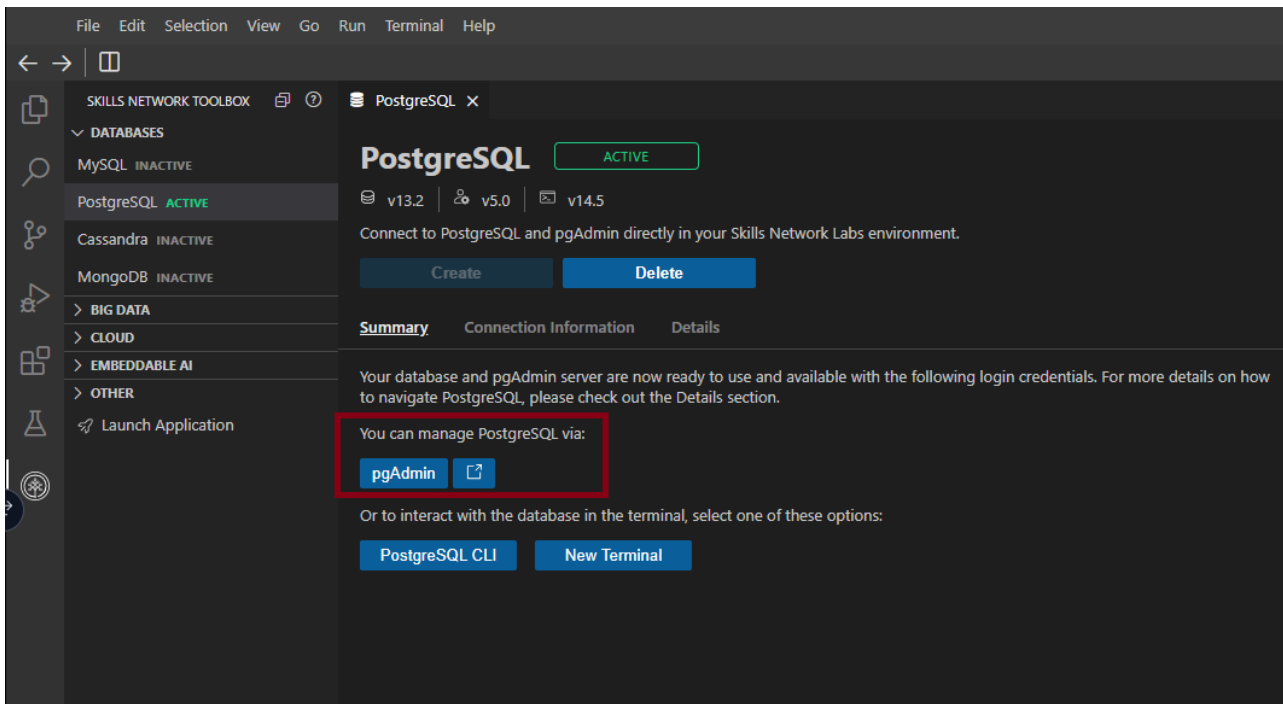 File Edit Selection View Go Run Terminal Help
SKILLS NETWORK TOOLBOX
DATABASES
MySQL INACTIVE
PostgreSQL ACTIVE
Cassandra INACTIVE
MongoDB INACTIVE
BIG DATA
CLOUD
EMBEDDABLE AI
OTHER
Launch Application
PostgreSQL
PostgreSQL ACTIVE
v13.2 v5.0 v14.5
Connect to PostgreSQL and pgAdmin directly in your Skills Network Labs environment.
Create Delete
Summary Connection Information Details
Your database and pgAdmin server are now ready to use and available with the following login credentials. For more details on how
to navigate PostgreSQL, please check out the Details section.
You can manage PostgreSQL via:
pgAdmin
Or to interact with the database in the terminal, select one of these options:
PostgreSQL CLI New Terminal